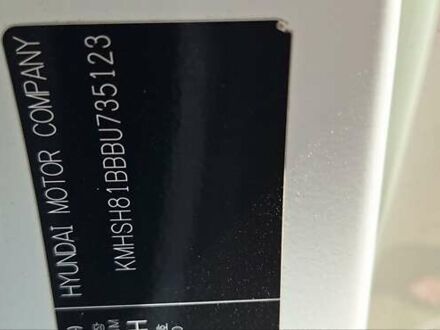 HYUNDAI MOTOR COMPANY
KMHSH81BBBU735123